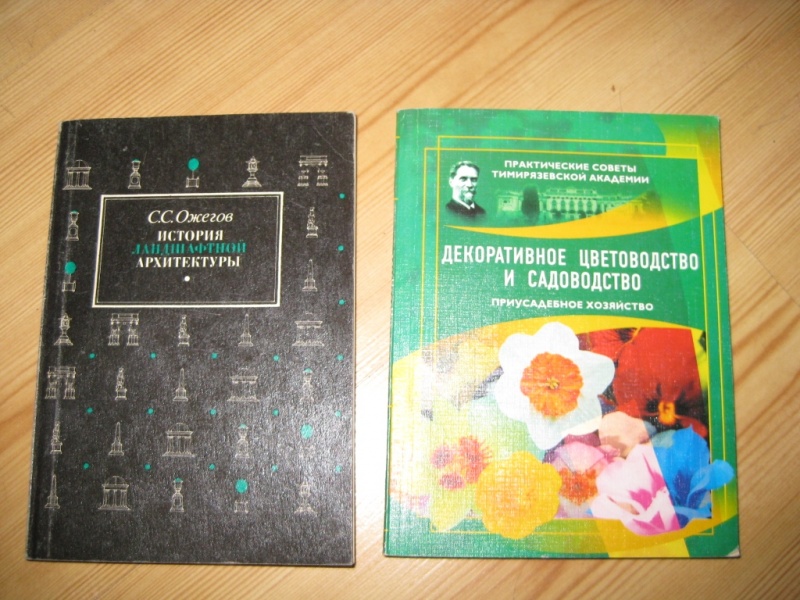 С.С. Ожегов
ИСТОРИЯ
ЛАНДШАФТНОЙ
АРХИТЕКТУРЫ
ПРАКТИЧЕСКИЕ СОВЕТЫ
ТИМИРЯЗЕВСКОЙ АКАДЕМИИ
ДЕКОРАТИВНОЕ ЦВЕТОВОДСТВО
И САДОВОДСТВО
ПРИУСАДЕБНОЕ ХОЗЯЙСТВО